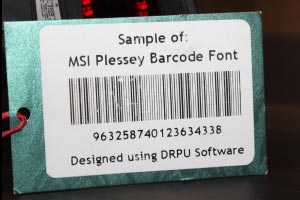 Sample of:
MSI Plessey Barcode Font
963258740123634338
Designed using DRPU Software